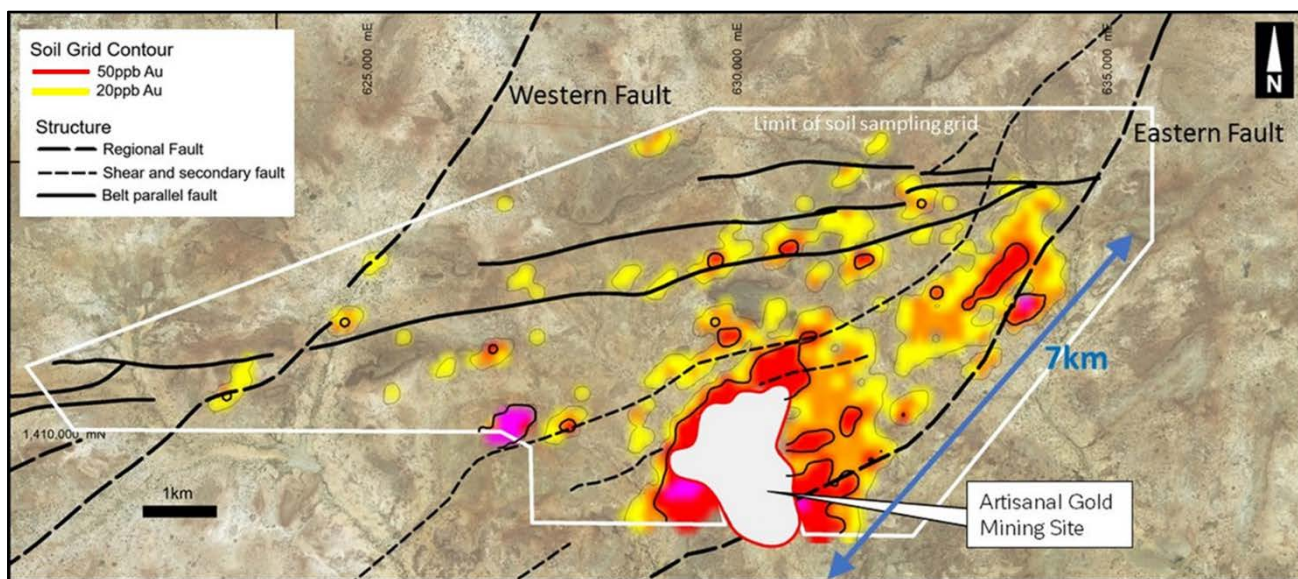 Soil Grid Contour
50ppb Au
20ppb Au
Structure
Regional Fault
Shear and secondary fault
Belt parallel fault
625,000 mE
630,000 mE
635,000 mE
N
Western Fault
Limit of soil sampling grid
Eastern Fault
7km
1,410,000 mN
1km
Artisanal Gold
Mining Site